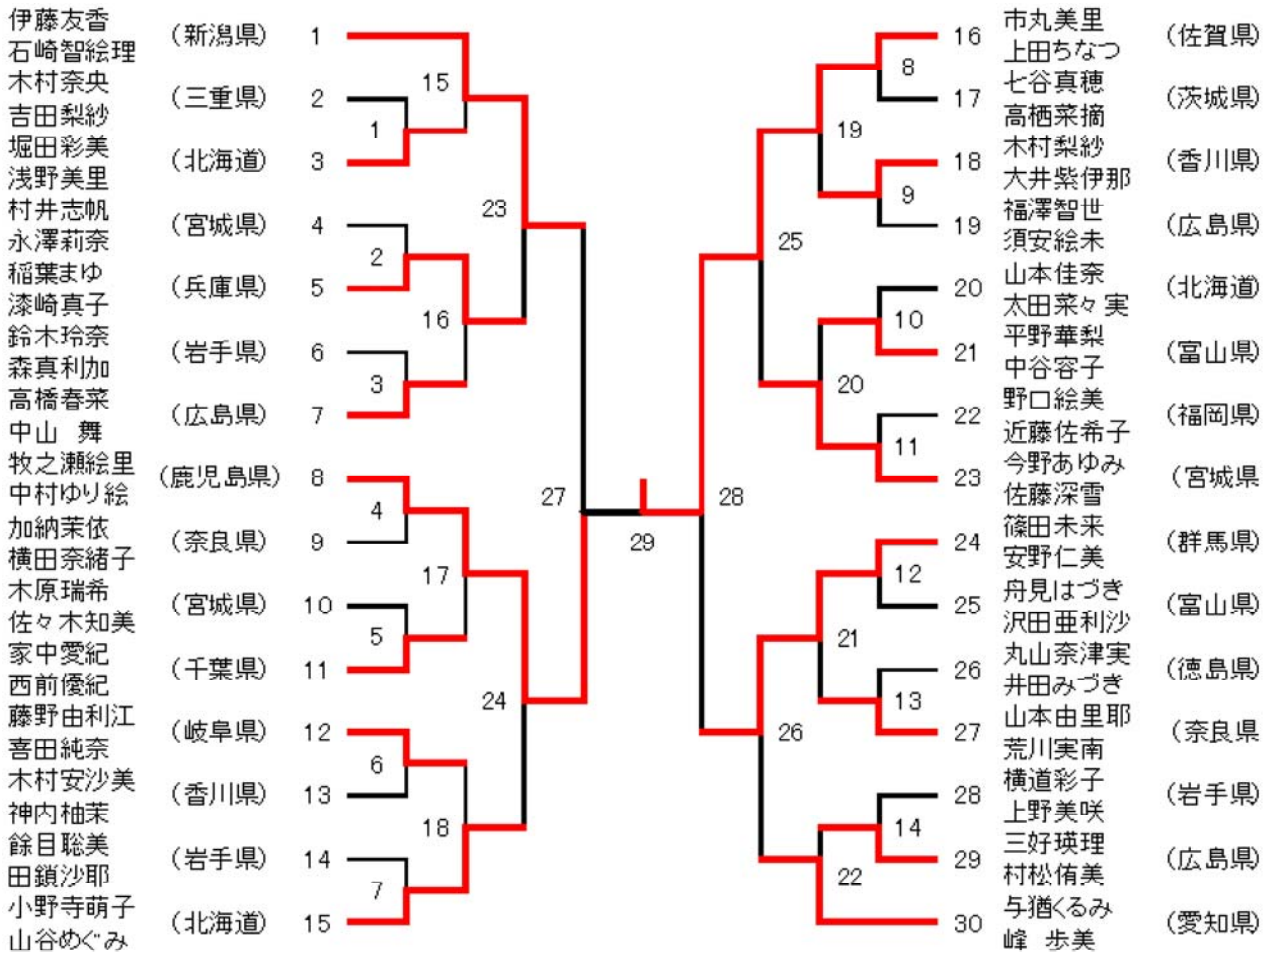 伊藤友香
石崎智絵理
(新潟県)
1
木村奈央
吉田梨紗
(三重県)
2
堀田彩美
浅野美里
(北海道)
3
村井志帆
永澤莉奈
(宮城県)
4
稲葉まゆ
漆崎真子
(兵庫県)
5
鈴木玲奈
森真利加
(岩手県)
6
高橋春菜
中山 舞
(広島県)
7
牧之瀬絵里
中村ゆり絵
(鹿児島県)
8
加納茉依
横田奈緒子
(奈良県)
9
木原瑞希
佐々木知美
(宮城県)
10
家中愛紀
西前優紀
(千葉県)
11
藤野由利江
喜田純奈
(岐阜県)
12
木村安沙美
神内柚茉
(香川県)
13
餘目聡美
田鎖沙耶
(岩手県)
14
小野寺萌子
山谷めぐみ
(北海道)
15
15
1
23
2
16
3
27
4
17
5
24
6
18
7
29
28
8
19
9
25
10
20
11
12
21
13
26
14
22
16
市丸美里
上田ちなつ
(佐賀県)
17
七谷真穂
高栖菜摘
(茨城県)
18
木村梨紗
大井紫伊那
(香川県)
19
福澤智世
須安絵未
(広島県)
20
山本佳奈
太田菜々実
(北海道)
21
平野華梨
中谷容子
(富山県)
22
野口絵美
近藤佐希子
(福岡県)
23
今野あゆみ
佐藤深雪
(宮城県
24
篠田未来
安野仁美
(群馬県)
25
舟見はづき
沢田亜利沙
(富山県)
26
丸山奈津実
井田みづき
(徳島県)
27
山本由里耶
荒川実南
(奈良県
28
横道彩子
上野美咲
(岩手県)
29
三好瑛理
村松侑美
(広島県)
30
与猶くるみ
峰 歩美
(愛知県)